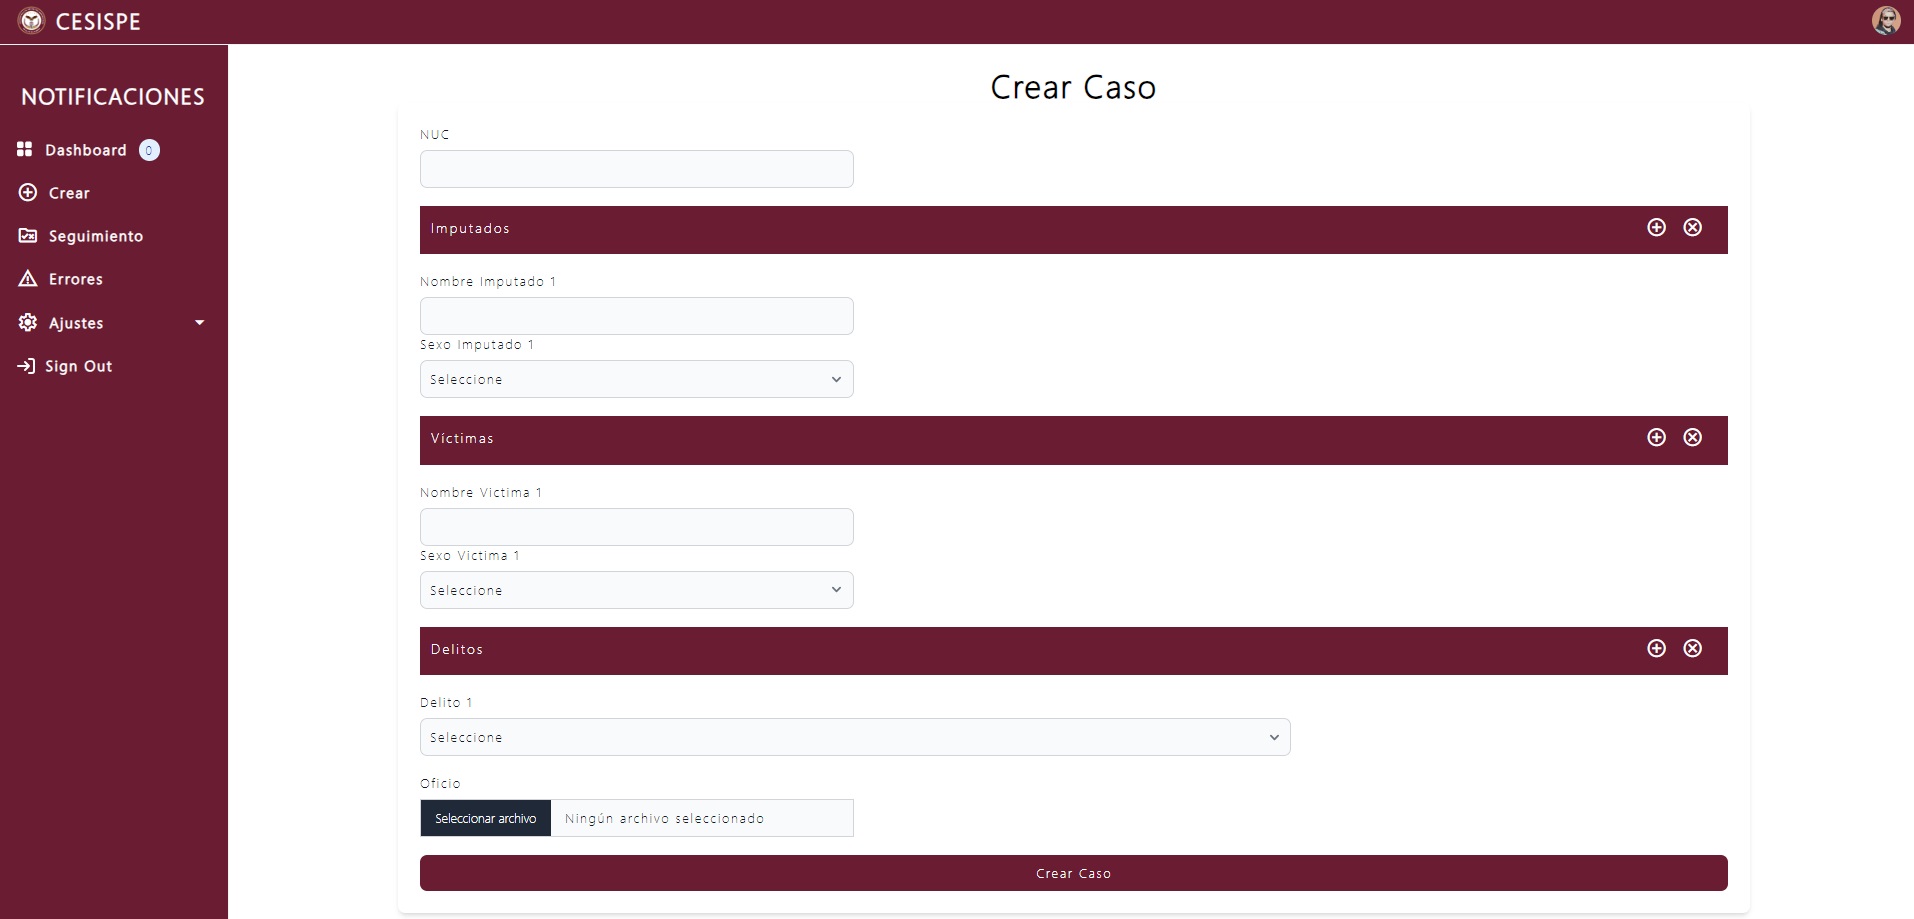 CESISPE
NOTIFICACIONES
Dashboard 0
Crear
Seguimiento
Errores
Ajustes
Sign Out
Crear Caso
NUC
Imputados
Nombre Imputado 1
Sexo Imputado 1
Seleccione
Víctimas
Nombre Victima 1
Sexo Victima 1
Seleccione
Delitos
Delito 1
Seleccione
Oficio
Seleccionar archivo Ningún archivo seleccionado
Crear Caso